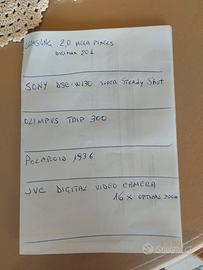 SAMSUNG 2,0 MEGA PIXELS
DIGIMAX 201
SONY DSC-W130 SUPER STEADY SHOT
OLIMPUS TRIP 300
POLAROID 1936
JVC DIGITAL VIDEO CAMERA
16X OPTICAL ZOOM